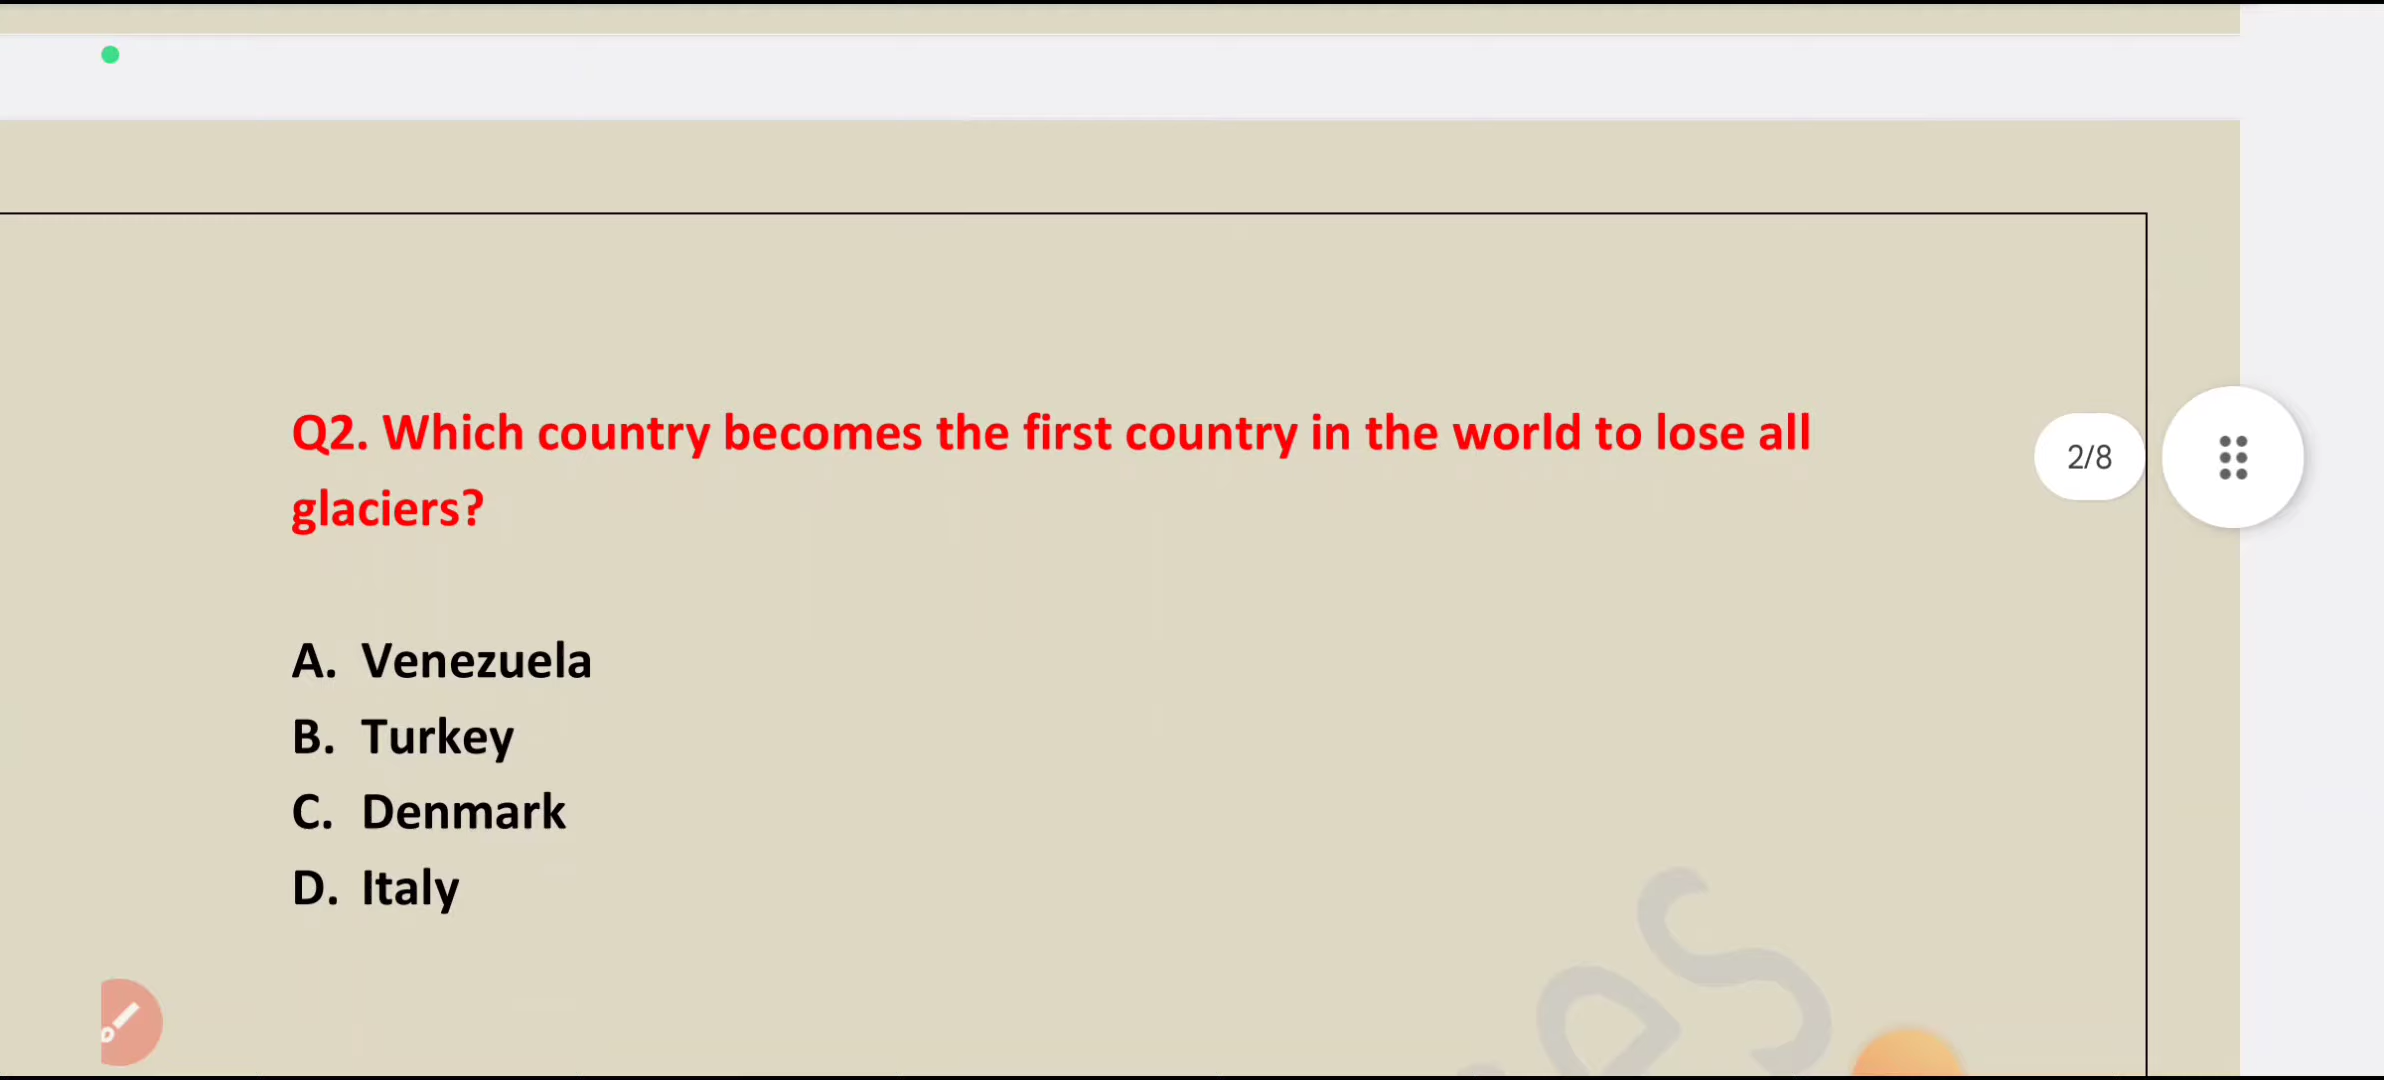 Q2. Which country becomes the first country in the world to lose all
glaciers?
2/8
A. Venezuela
B. Turkey
C. Denmark
D. Italy